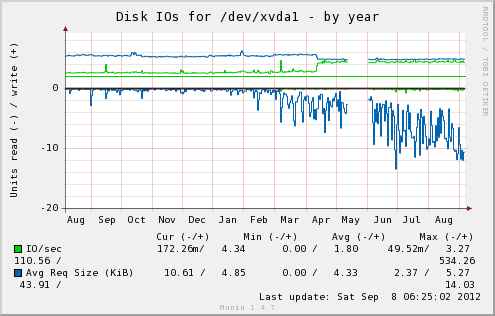 Disk IOs for /dev/xvda1 - by year
RRDTOOL / TOBI OETIKER
Units read (-) / write (+)
0
-10
-20
Aug Sep Oct Nov Dec Jan Feb Mar Apr May Jun Jul Aug
Cur (-/+) Min (-/+) Avg (-/+) Max (-/+)
IO/sec 172.26m/ 4.34 0.00 / 1.80 49.52m/ 3.27
110.56 / 534.26
Avg Req Size (KiB) 10.61 / 4.85 0.00 / 4.33 2.37 / 5.27
43.91 / 14.03
Last update: Sat Sep 8 06:25:02 2012
Munin 1.4.7